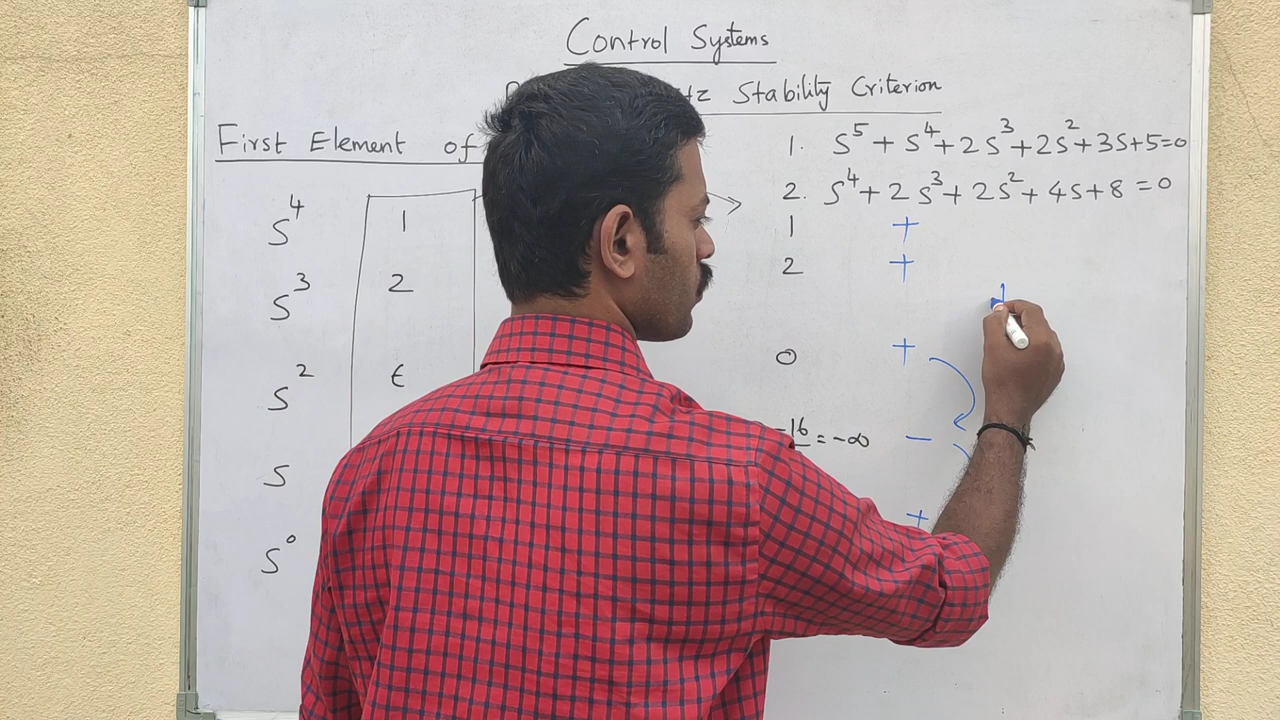 Control Systems
tz Stability Criterion
First Element of
1. S⁵ + S⁴ + 2S³ + 2S² + 3S + 5 = 0
2. S⁴ + 2S³ + 2S² + 4S + 8 = 0
S⁴ 1 1 +
S³ 2 2 +
S² ϵ 0 +
S -16 = -∞ −
S⁰ +